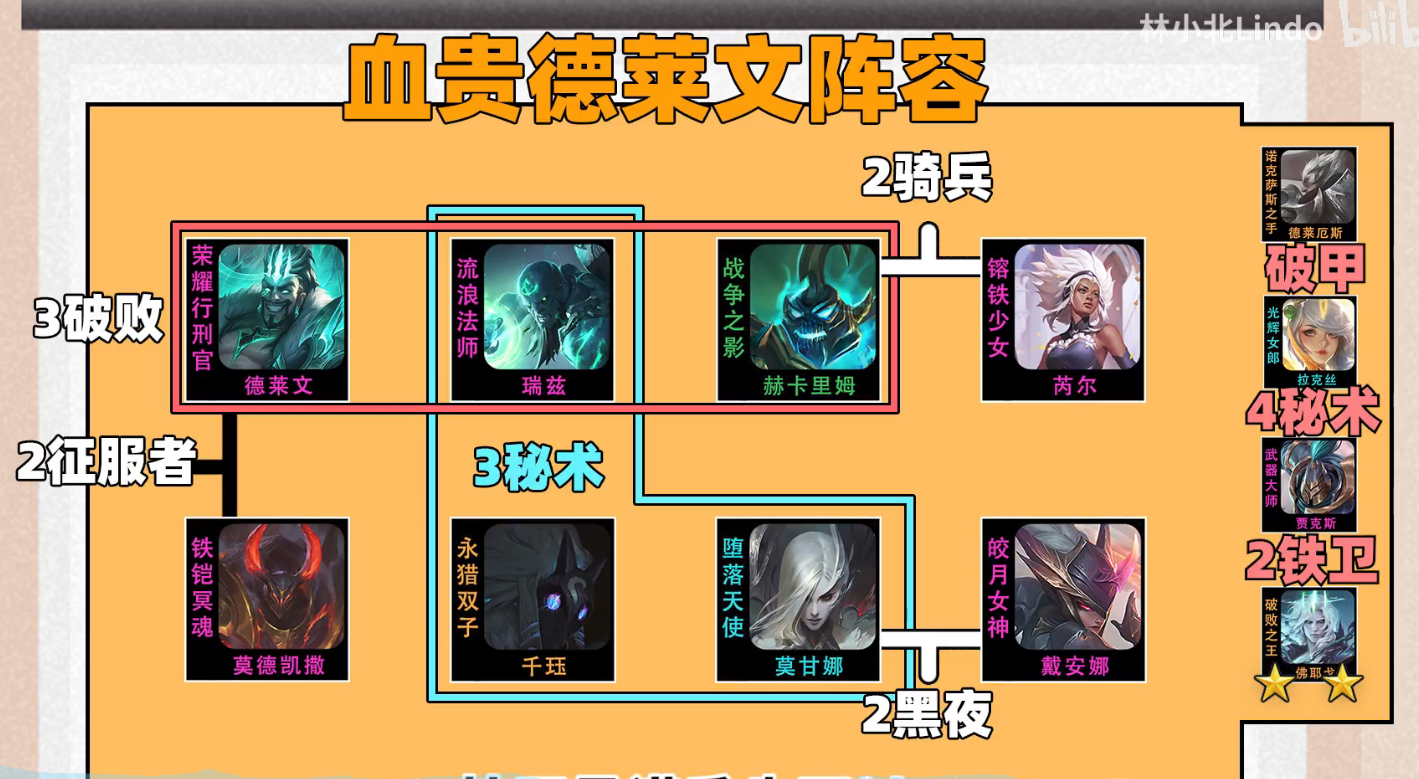 林小北Lindo bilib
血贵德莱文阵容
2骑兵
3破败
荣耀行刑官
德莱文
流浪法师
瑞兹
战争之影
赫卡里姆
镕铁少女
芮尔
2征服者
3秘术
铁铠冥魂
莫德凯撒
永猎双子
千珏
堕落天使
莫甘娜
皎月女神
戴安娜
2黑夜
诺克萨斯之手
德莱厄斯
破甲
光辉女郎
拉克丝
4秘术
武器大师
贾克斯
2铁卫
破败之王
佛耶戈